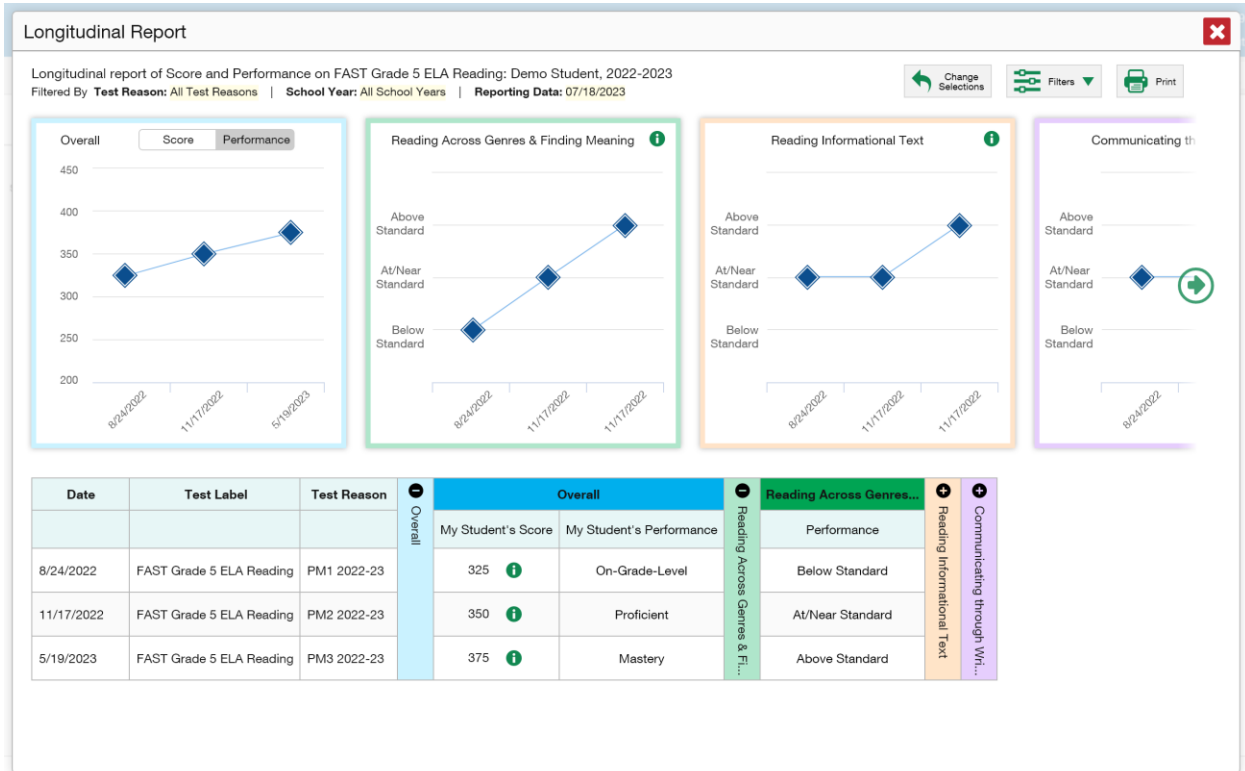 Longitudinal Report
Longitudinal report of Score and Performance on FAST Grade 5 ELA Reading: Demo Student, 2022-2023
Filtered By Test Reason: All Test Reasons | School Year: All School Years | Reporting Data: 07/18/2023
Change
Selections
Filters
Print
Overall
Score
Performance
450
400
350
300
250
200
8/24/2022
11/17/2022
5/19/2023
Reading Across Genres & Finding Meaning
Above
Standard
At/Near
Standard
Below
Standard
8/24/2022
11/17/2022
11/17/2022
Reading Informational Text
Above
Standard
At/Near
Standard
Below
Standard
8/24/2022
11/17/2022
11/17/2022
Communicating th
Above
Standard
At/Near
Standard
Below
Standard
8/24/2022
Date Test Label Test Reason Overall Overall Reading Across Genres & Fi... Reading Across Genres... Reading Informational Text Communicating through Wri...
My Student's Score My Student's Performance Performance
8/24/2022 FAST Grade 5 ELA Reading PM1 2022-23 325 On-Grade-Level Below Standard
11/17/2022 FAST Grade 5 ELA Reading PM2 2022-23 350 Proficient At/Near Standard
5/19/2023 FAST Grade 5 ELA Reading PM3 2022-23 375 Mastery Above Standard